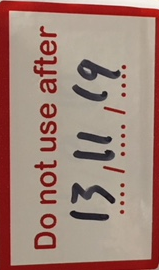 Do not use after
13 / 11 / 19